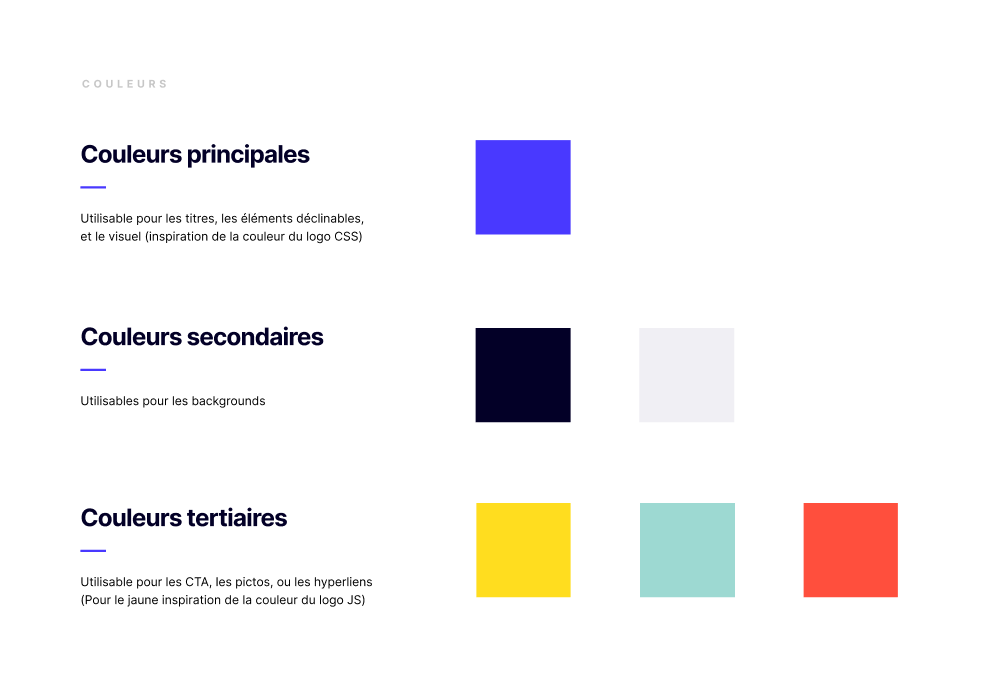 COULEURS
Couleurs principales
Utilisable pour les titres, les éléments déclinables,
et le visuel (inspiration de la couleur du logo CSS)
Couleurs secondaires
Utilisables pour les backgrounds
Couleurs tertiaires
Utilisable pour les CTA, les pictos, ou les hyperliens
(Pour le jaune inspiration de la couleur du logo JS)